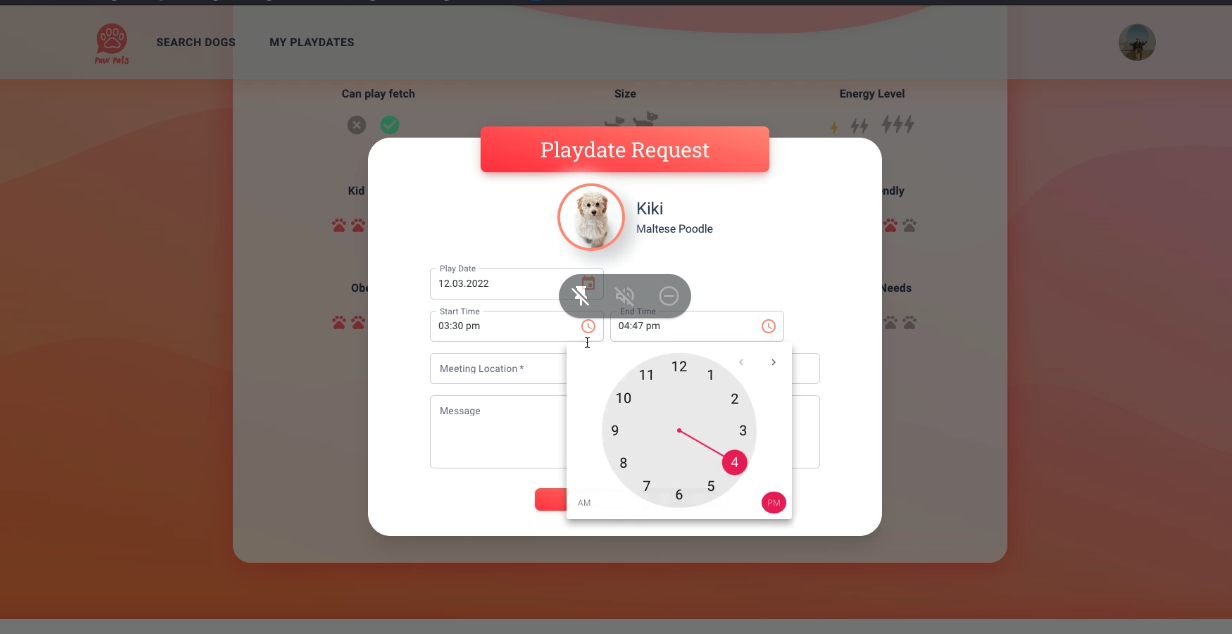 Paw Pals
SEARCH DOGS
MY PLAYDATES
Can play fetch
Size
Energy Level
Playdate Request
Kid
ndly
Kiki
Maltese Poodle
Play Date
12.03.2022
Obe
Needs
Start Time
03:30 pm
End Time
04:47 pm
Meeting Location *
Message
12
1
2
3
4
5
6
7
8
9
10
11
AM
PM